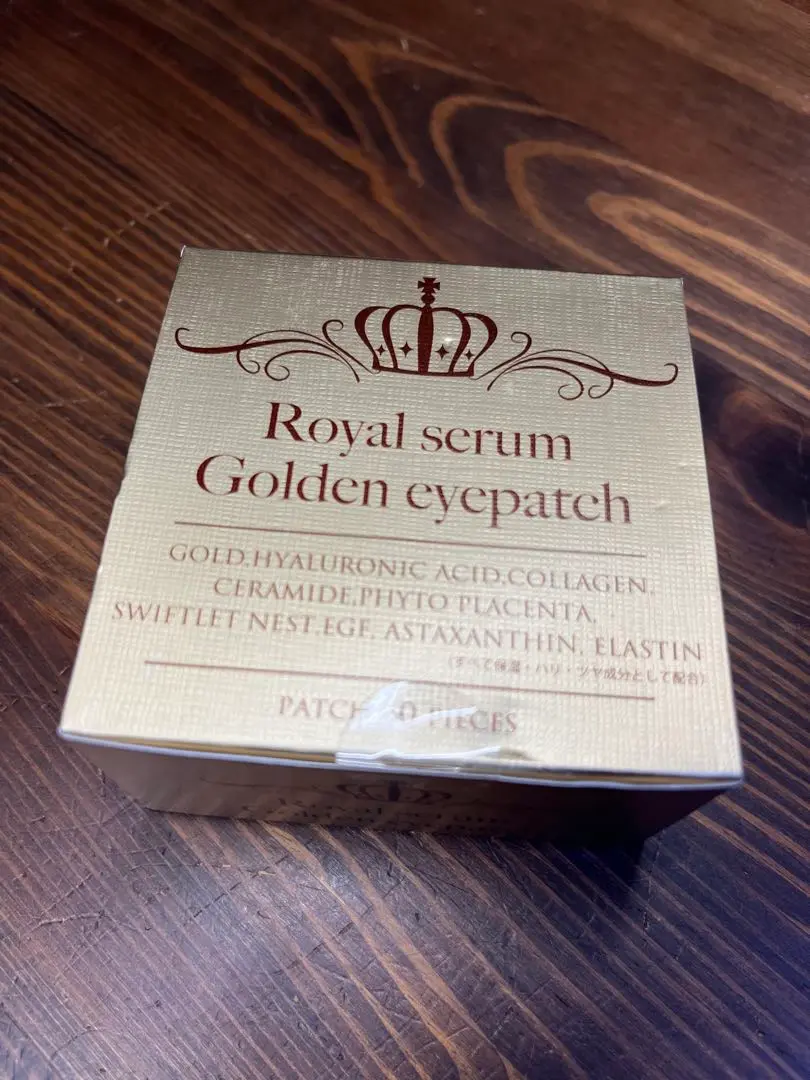 Royal serum
Golden eyepatch
GOLD.HYALURONIC ACID.COLLAGEN.
CERAMIDE.PHYTO PLACENTA.
SWIFTLET NEST.EGF. ASTAXANTHIN. ELASTIN
(すべて保湿・ハリ・ツヤ成分として配合)
PATCH PIECES